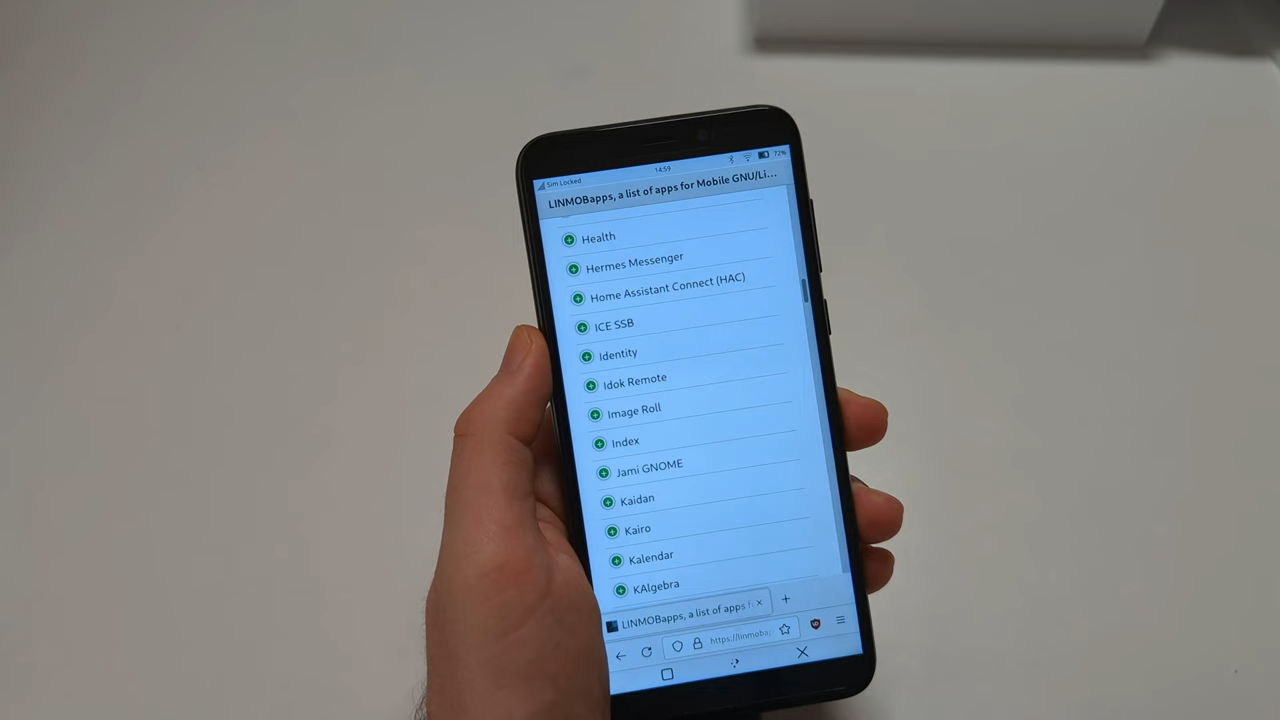 Sim Locked 14:59 72%
LINMOBapps, a list of apps for Mobile GNU/Li...
Health
Hermes Messenger
Home Assistant Connect (HAC)
ICE SSB
Identity
Idok Remote
Image Roll
Index
Jami GNOME
Kaidan
Kairo
Kalendar
KAlgebra
LINMOBapps, a list of apps f
https://linmoba